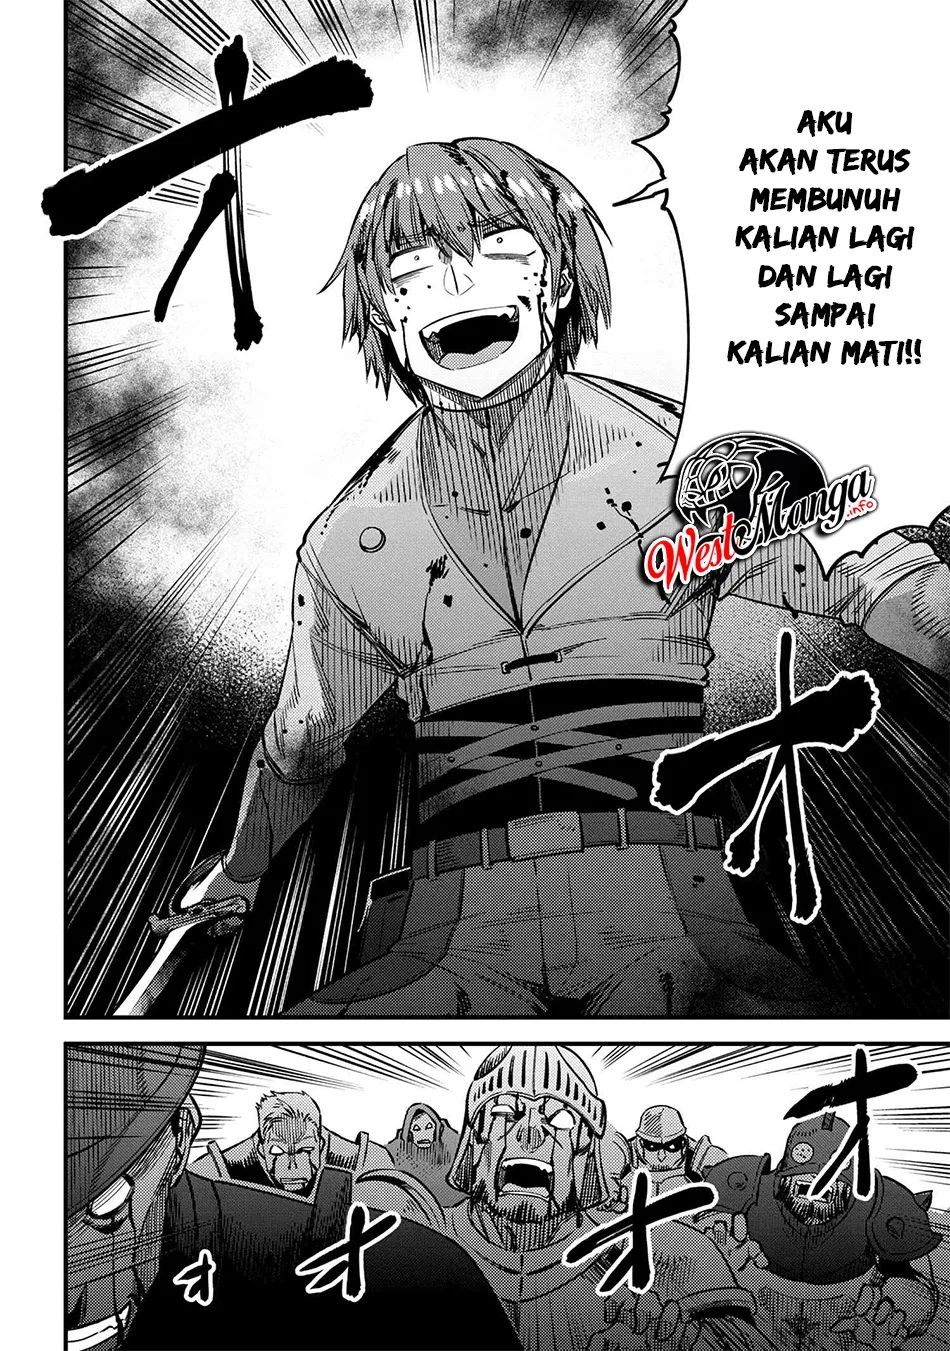 オ
AKU
AKAN TERUS
MEMBUNUH
KALIAN LAGI
DAN LAGI
SAMPAI
KALIAN MATI!!
WestManga
.info
オ
オ
オ
オ
オ